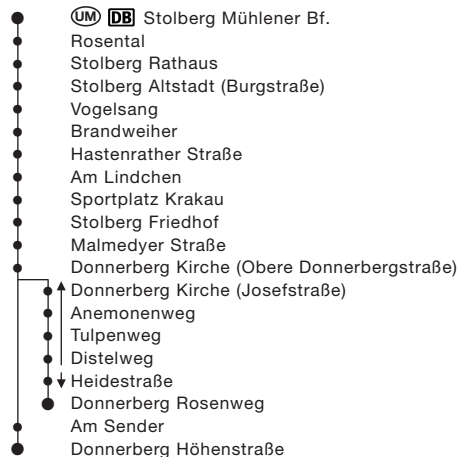 UM DB Stolberg Mühlener Bf.
Rosental
Stolberg Rathaus
Stolberg Altstadt (Burgstraße)
Vogelsang
Brandweiher
Hastenrather Straße
Am Lindchen
Sportplatz Krakau
Stolberg Friedhof
Malmedyer Straße
Donnerberg Kirche (Obere Donnerbergstraße)
Donnerberg Kirche (Josefstraße)
Anemonenweg
Tulpenweg
Distelweg
Heidestraße
Donnerberg Rosenweg
Am Sender
Donnerberg Höhenstraße